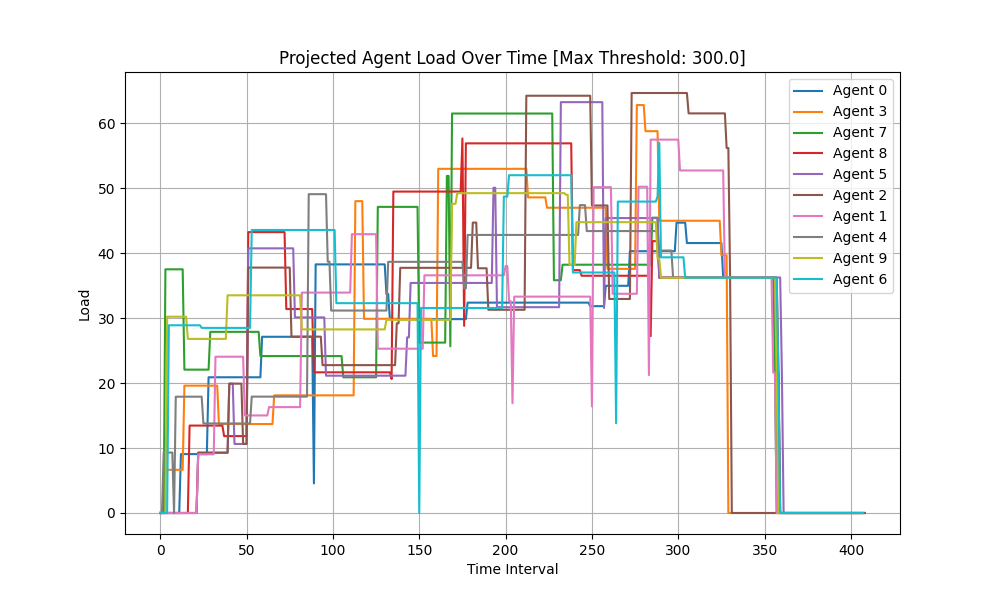 Projected Agent Load Over Time [Max Threshold: 300.0]
Load
60
50
40
30
20
10
0
0 50 100 150 200 250 300 350 400
Time Interval
Agent 0
Agent 3
Agent 7
Agent 8
Agent 5
Agent 2
Agent 1
Agent 4
Agent 9
Agent 6